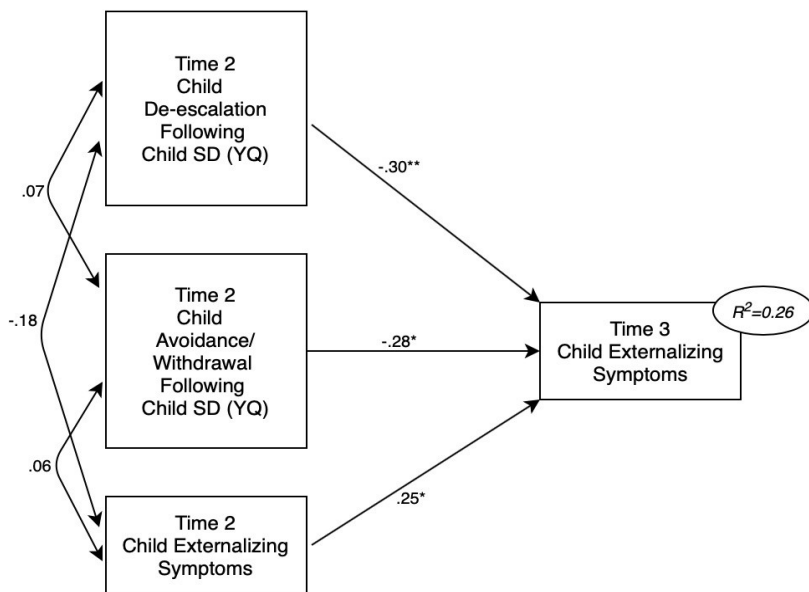 Time 2
Child
De-escalation
Following
Child SD (YQ)
-.30**
.07
Time 2
Child
Avoidance/
Withdrawal
Following
Child SD (YQ)
-.18
-.28*
R²=0.26
Time 3
Child Externalizing
Symptoms
.06
.25*
Time 2
Child Externalizing
Symptoms